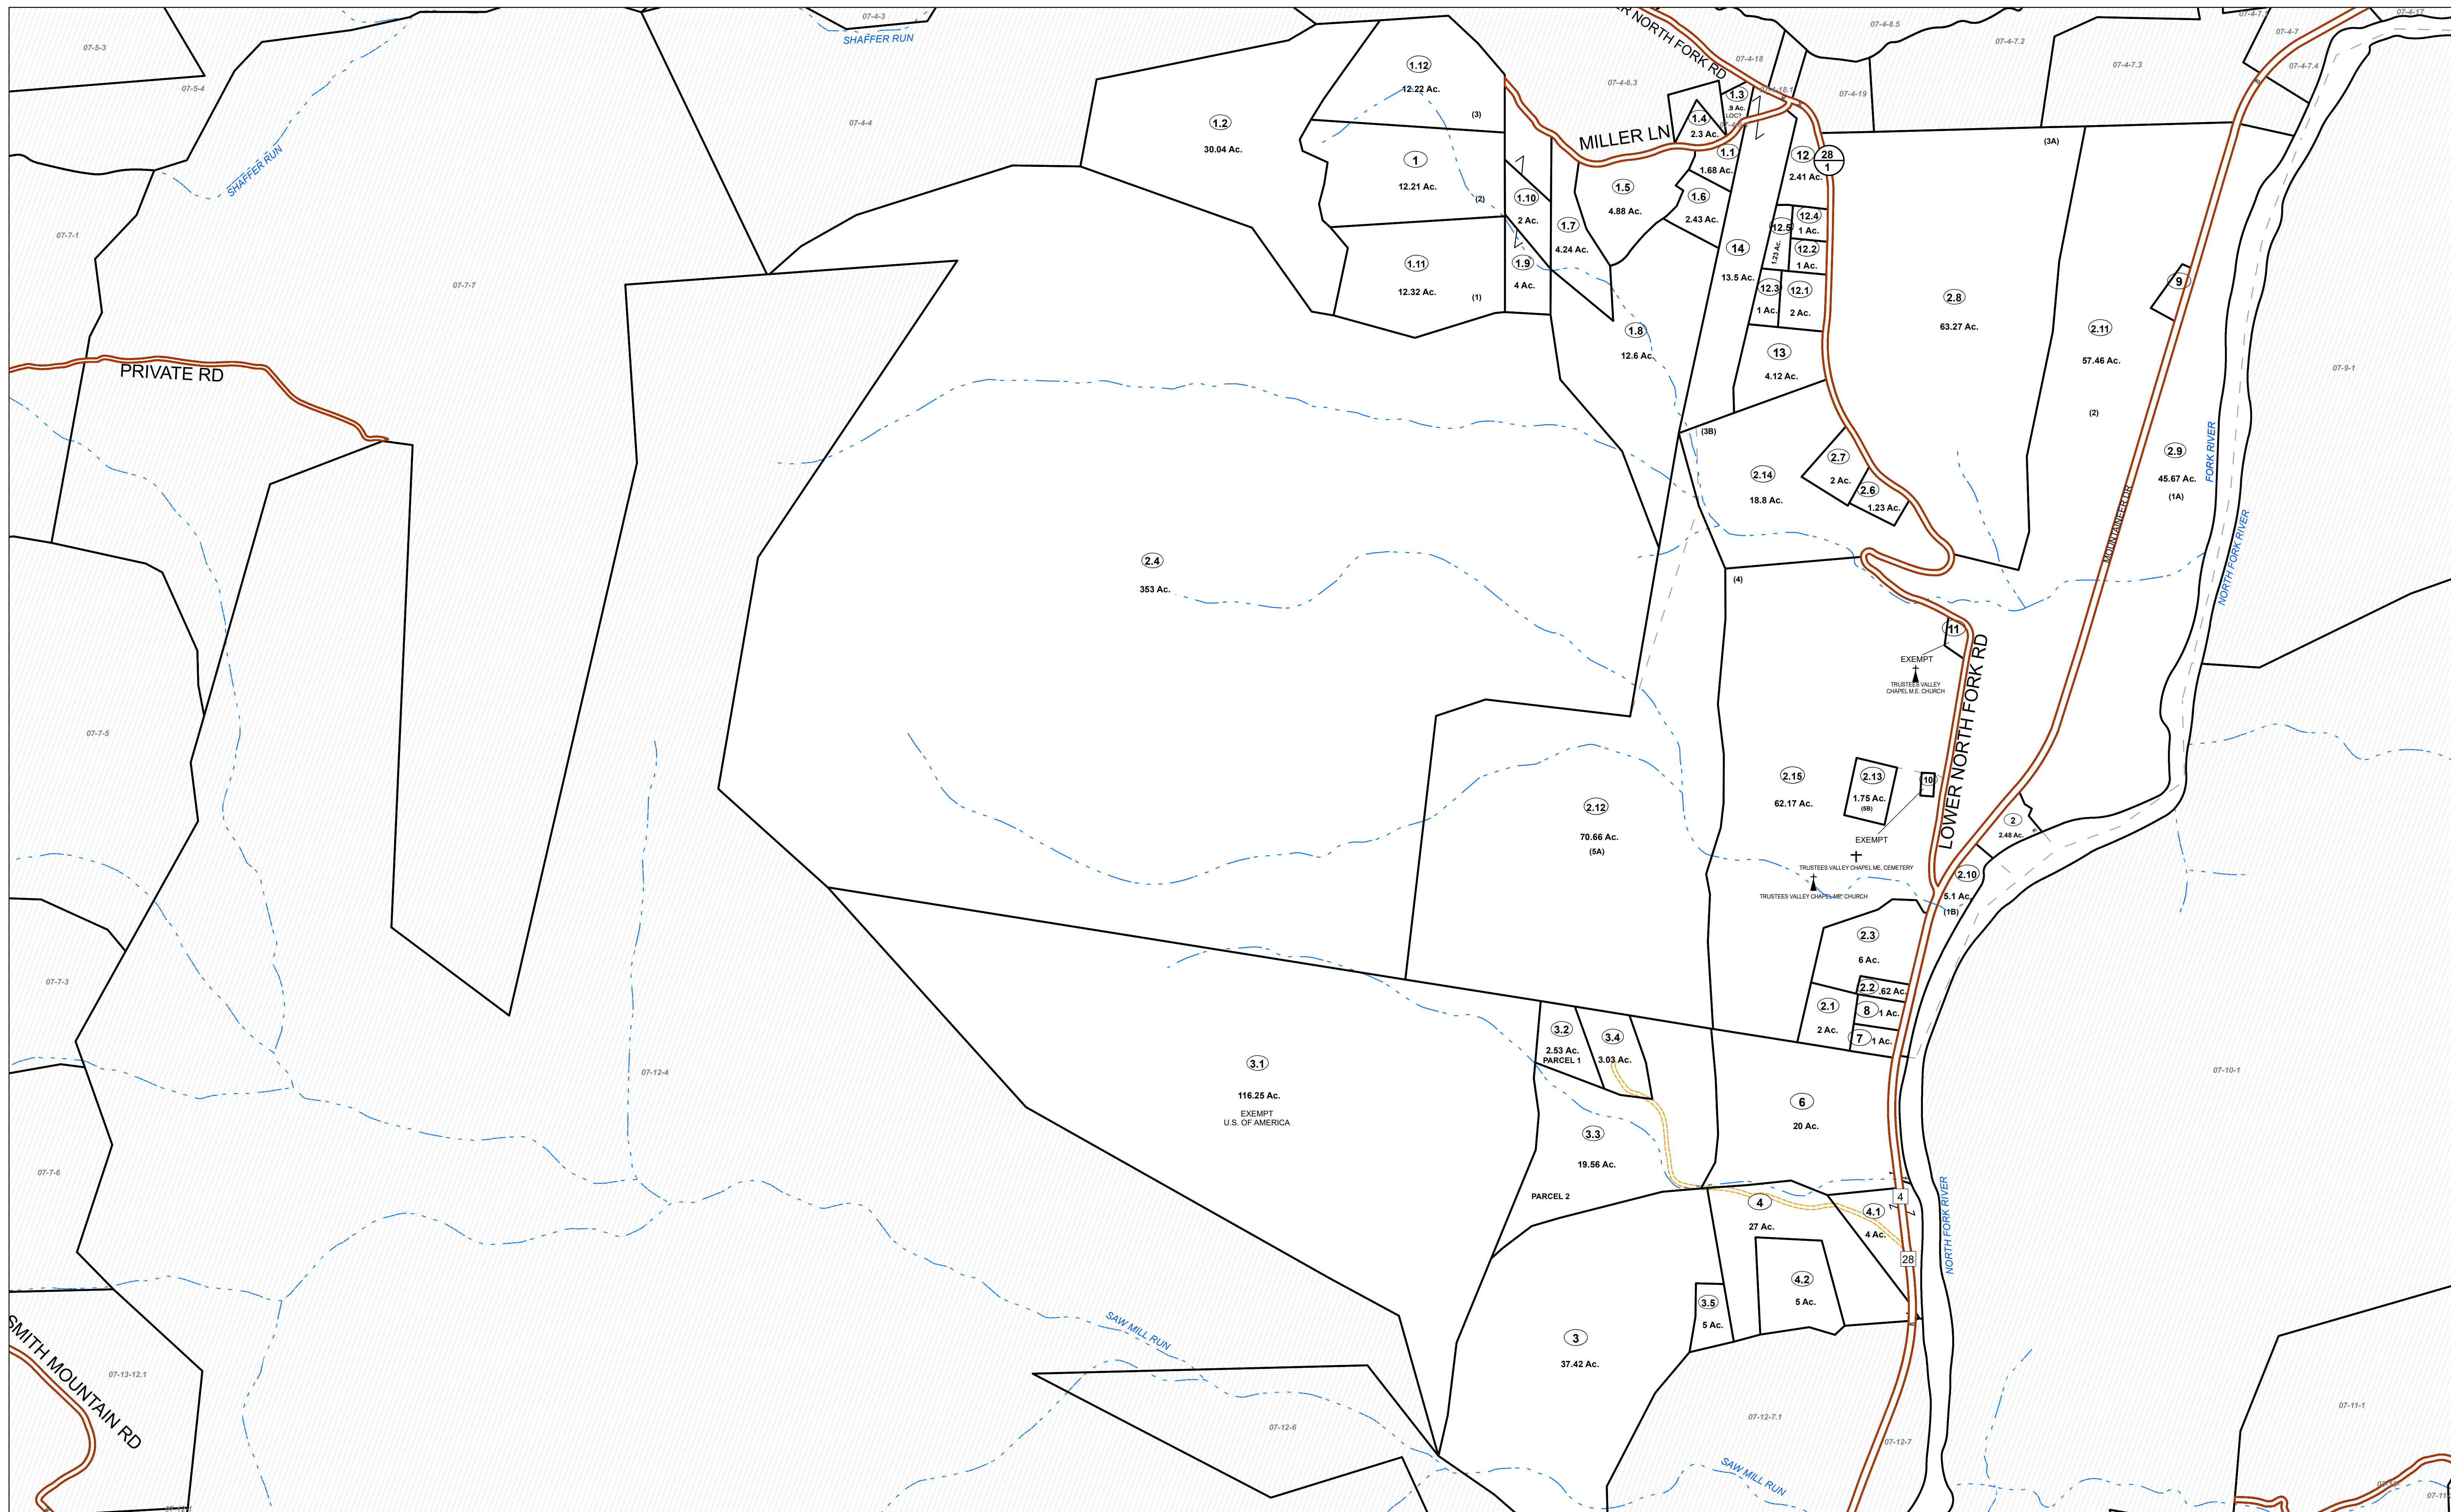 07-4-3
07-4-17
07-4-8.5
07-4-7
07-5-3
SHAFFER RUN
NORTH FORK RD
07-4-7.2
07-4-18
07-4-7.3
07-4-7.4
1.12
12.22 Ac.
07-4-6.3
07-5-4
07-4-18.1
07-4-19
1.3
.9 Ac.
LOC?
(3)
1.2
07-4-4
1.4
2.3 Ac.
MILLER LN
30.04 Ac.
(3A)
SHAFFER RUN
1
12.21 Ac.
(2)
1.1
1.68 Ac.
12
2.41 Ac.
28
1
1.10
2 Ac.
1.5
4.88 Ac.
1.6
2.43 Ac.
1.7
4.24 Ac.
12.4
1 Ac.
12.5
1.23 Ac.
12.2
1 Ac.
07-7-1
14
13.5 Ac.
1.11
12.32 Ac.
(1)
1.9
4 Ac.
12.3
1 Ac.
12.1
2 Ac.
9
07-7-7
2.8
63.27 Ac.
1.8
12.6 Ac.
2.11
57.46 Ac.
(2)
13
4.12 Ac.
PRIVATE RD
07-9-1
(3B)
2.14
18.8 Ac.
2.7
2 Ac.
2.6
1.23 Ac.
2.9
45.67 Ac.
(1A)
FORK RIVER
MOUNTAINEER DR
NORTH FORK RIVER
2.4
353 Ac.
(4)
11
EXEMPT
TRUSTEES VALLEY
CHAPEL M.E. CHURCH
LOWER NORTH FORK RD
07-7-5
2.15
62.17 Ac.
2.13
1.75 Ac.
(5B)
10
2.12
70.66 Ac.
(5A)
2
2.48 Ac.
EXEMPT
TRUSTEES VALLEY CHAPEL ME. CEMETERY
TRUSTEES VALLEY CHAPEL ME. CHURCH
2.10
5.1 Ac.
(1B)
2.3
6 Ac.
07-7-3
2.2
.62 Ac.
2.1
2 Ac.
8
1 Ac.
7
1 Ac.
3.2
2.53 Ac.
PARCEL 1
3.4
3.03 Ac.
3.1
116.25 Ac.
EXEMPT
U.S. OF AMERICA
07-12-4
07-10-1
6
20 Ac.
3.3
19.56 Ac.
07-7-6
PARCEL 2
4
27 Ac.
4
4.1
4 Ac.
NORTH FORK RIVER
28
4.2
5 Ac.
3.5
5 Ac.
SAW MILL RUN
3
37.42 Ac.
SMITH MOUNTAIN RD
07-13-12.1
07-11-1
07-12-6
07-12-7.1
07-12-7
SAW MILL RUN